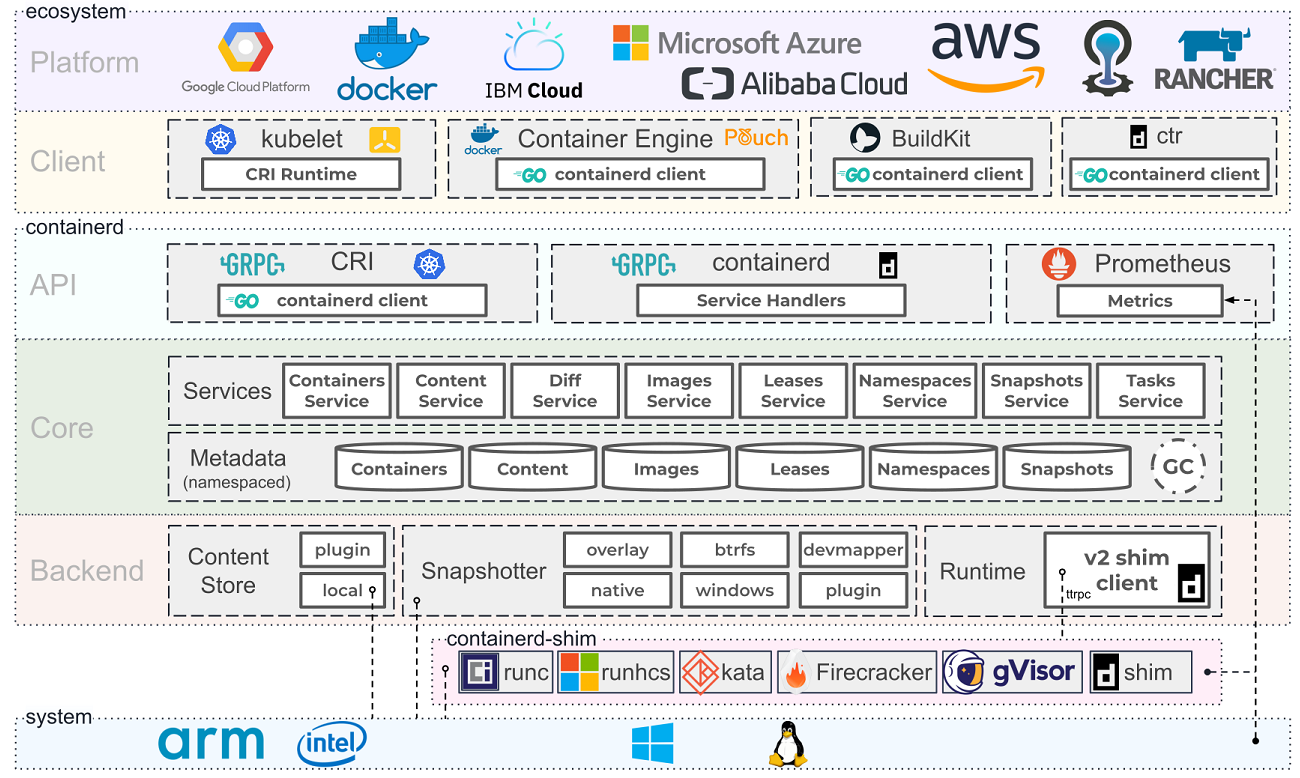 ecosystem
Platform
Google Cloud Platform
docker
IBM Cloud
Microsoft Azure
Alibaba Cloud
aws
RANCHER
Client
kubelet
CRI Runtime
docker
Container Engine
Pouch
GO containerd client
BuildKit
GO containerd client
ctr
GO containerd client
containerd
API
GRPC
CRI
GO containerd client
GRPC
containerd
Service Handlers
Prometheus
Metrics
Core
Services
Containers
Service
Content
Service
Diff
Service
Images
Service
Leases
Service
Namespaces
Service
Snapshots
Service
Tasks
Service
Metadata
(namespaced)
Containers
Content
Images
Leases
Namespaces
Snapshots
GC
Backend
Content
Store
plugin
local
Snapshotter
overlay
btrfs
devmapper
native
windows
plugin
Runtime
v2 shim
client
ttrpc
containerd-shim
runc
runhcs
kata
Firecracker
gVisor
shim
system
arm
intel